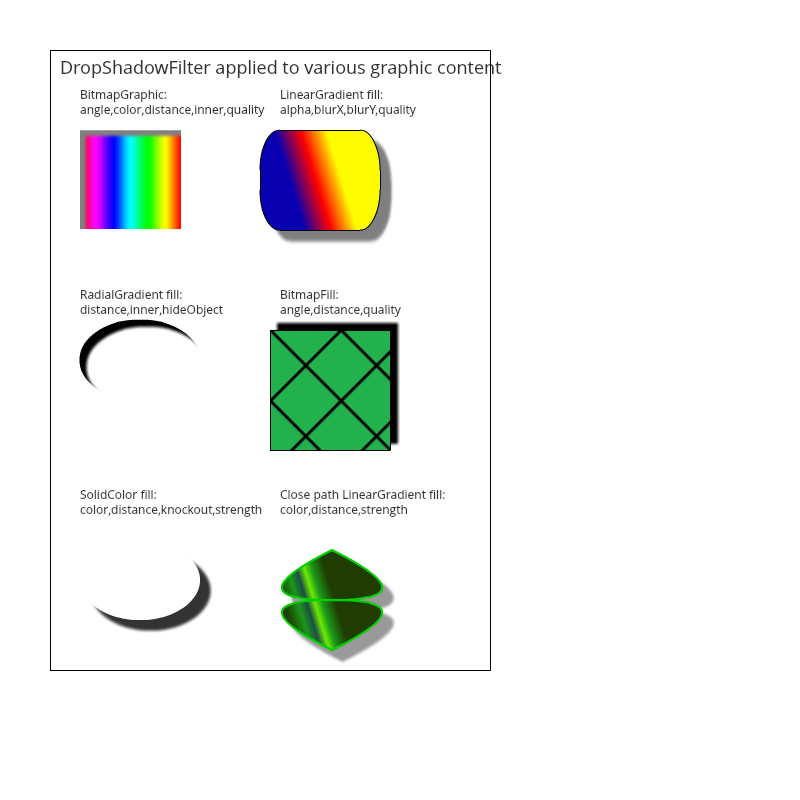 DropShadowFilter applied to various graphic content
BitmapGraphic:
angle,color,distance,inner,quality
LinearGradient fill:
alpha,blurX,blurY,quality
RadialGradient fill:
distance,inner,hideObject
BitmapFill:
angle,distance,quality
SolidColor fill:
color,distance,knockout,strength
Close path LinearGradient fill:
color,distance,strength